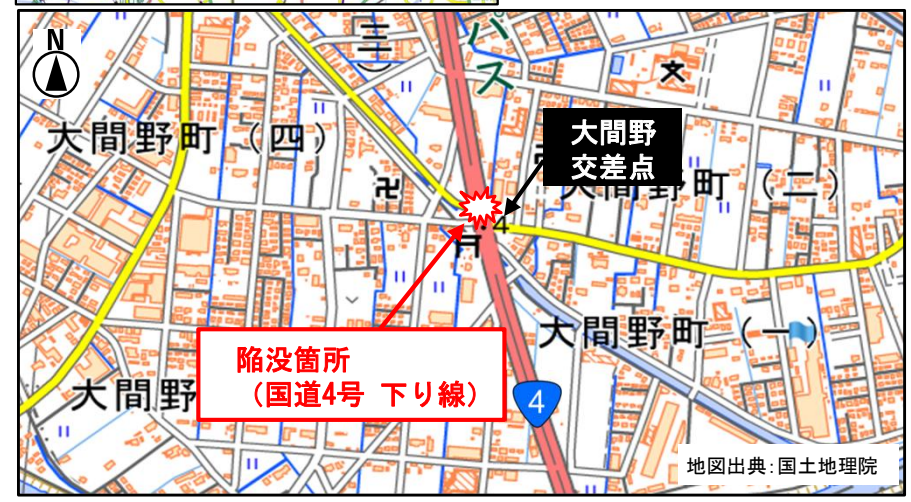 N
バス
大間野町(四)
大間野
交差点
大間野町(二)
4
陥没箇所
(国道4号 下り線)
大間野町(一)
大間野
4
地図出典:国土地理院